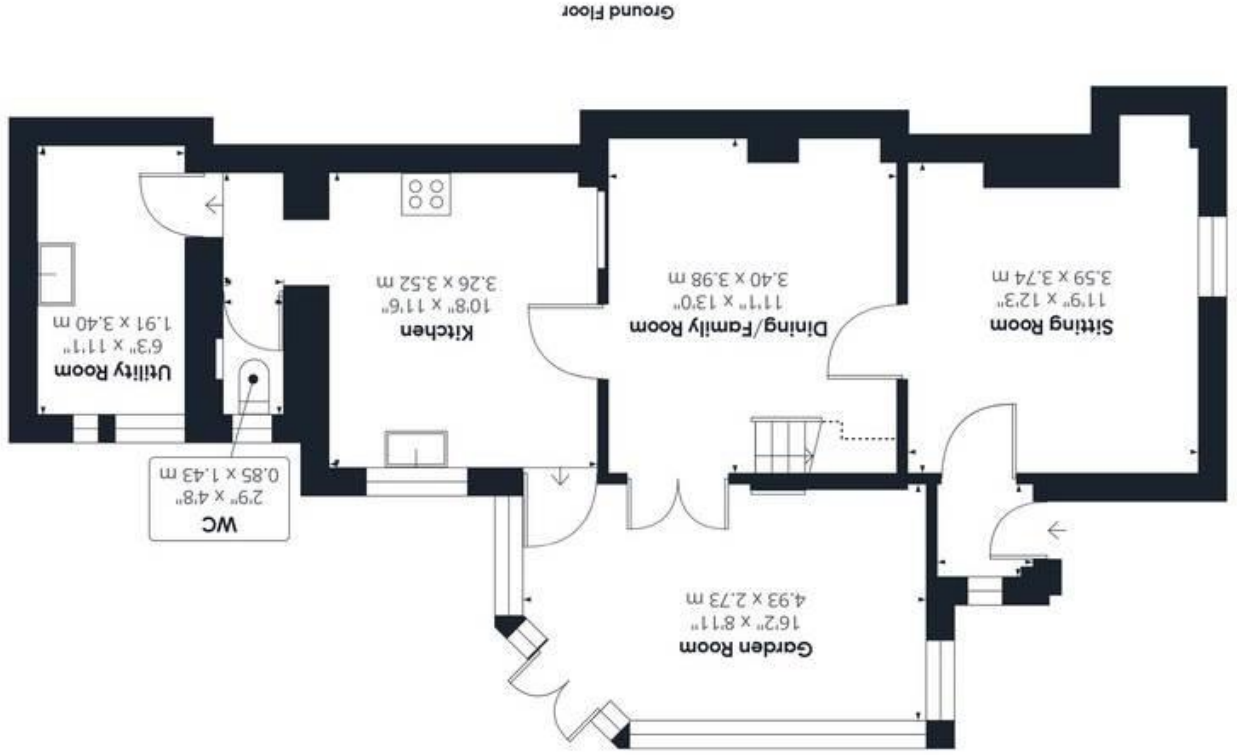 Garden Room
16'2" x 8'11"
4.93 x 2.73 m
WC
2'9" x 4'8"
0.85 x 1.43 m
Sitting Room
11'9" x 12'3"
3.59 x 3.74 m
Dining/Family Room
11'1" x 13'0"
3.40 x 3.98 m
Kitchen
10'8" x 11'6"
3.26 x 3.52 m
Utility Room
6'3" x 11'1"
1.91 x 3.40 m
Ground Floor